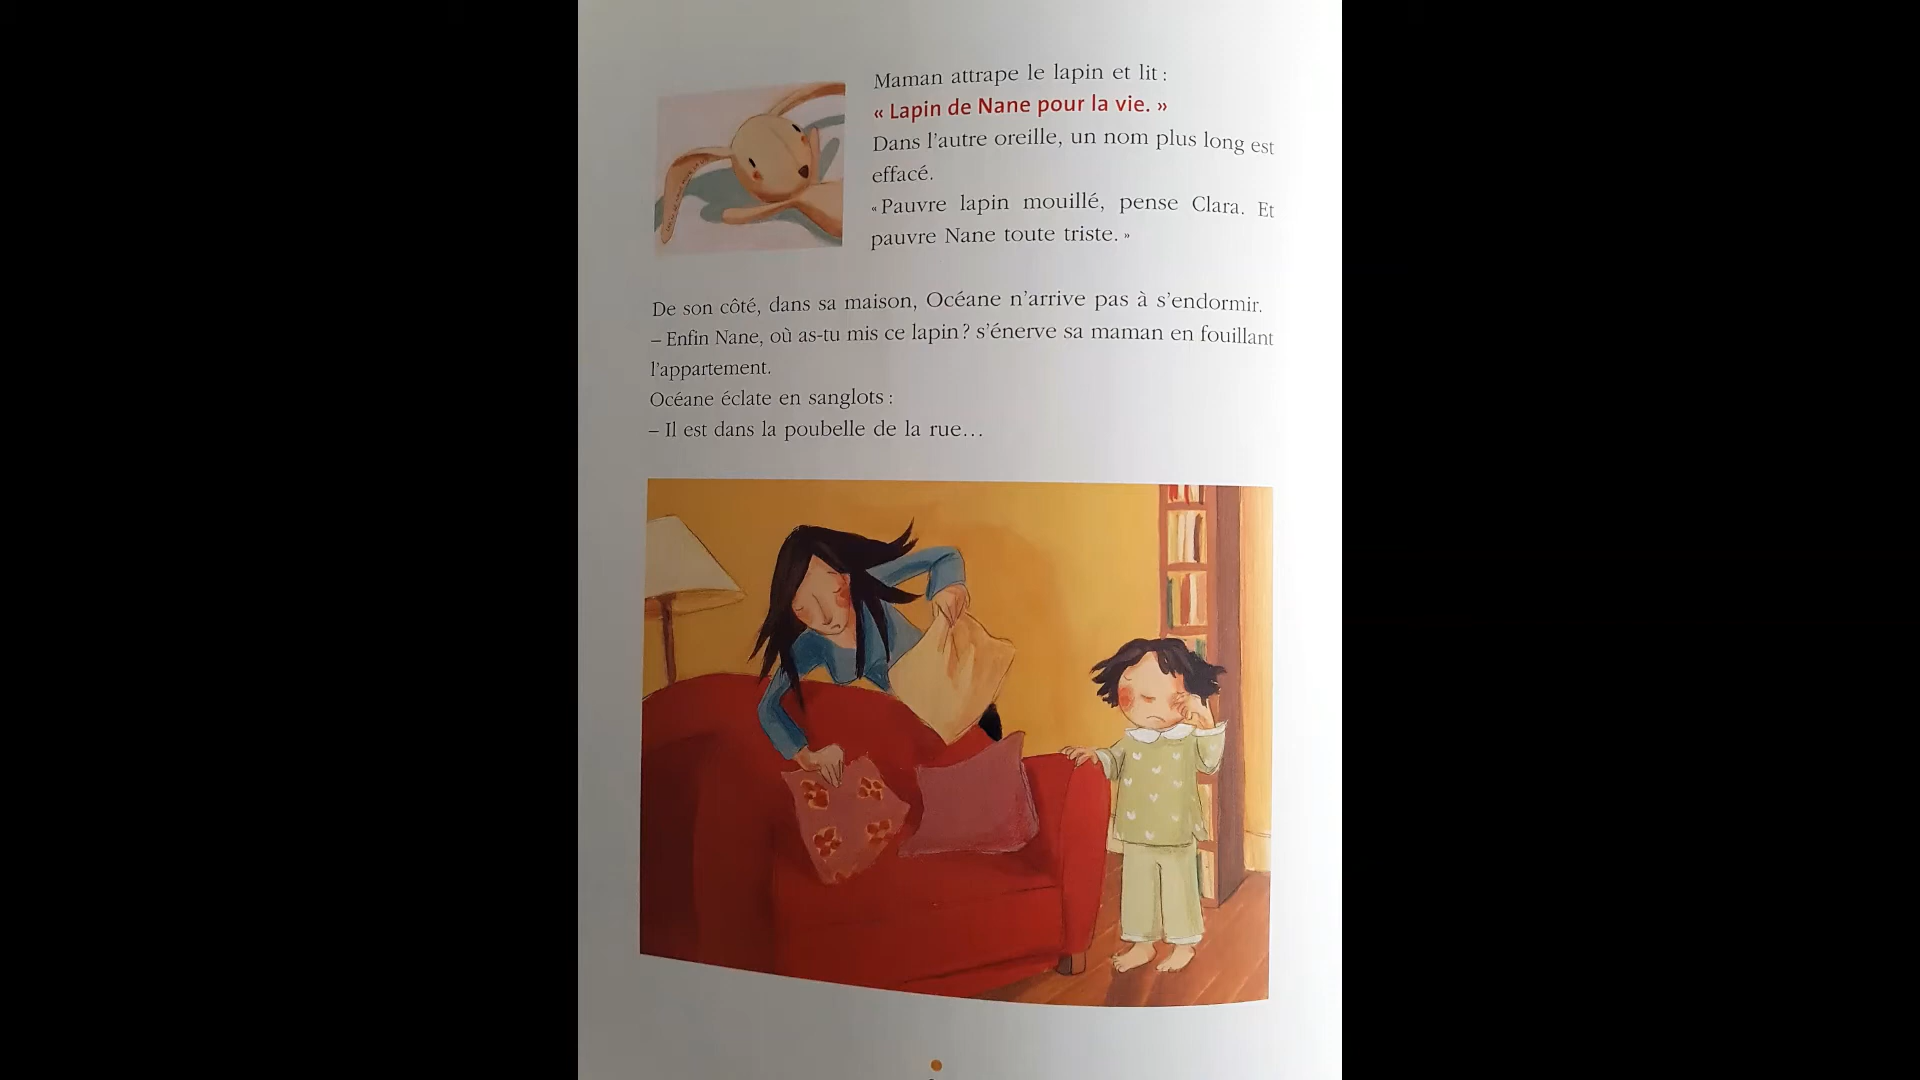 Maman attrape le lapin et lit :
« Lapin de Nane pour la vie. »
Dans l'autre oreille, un nom plus long est
effacé.
« Pauvre lapin mouillé, pense Clara. Et
pauvre Nane toute triste. »
De son côté, dans sa maison, Océane n'arrive pas à s'endormir.
– Enfin Nane, où as-tu mis ce lapin ? s'énerve sa maman en fouillant
l'appartement.
Océane éclate en sanglots :
– Il est dans la poubelle de la rue…